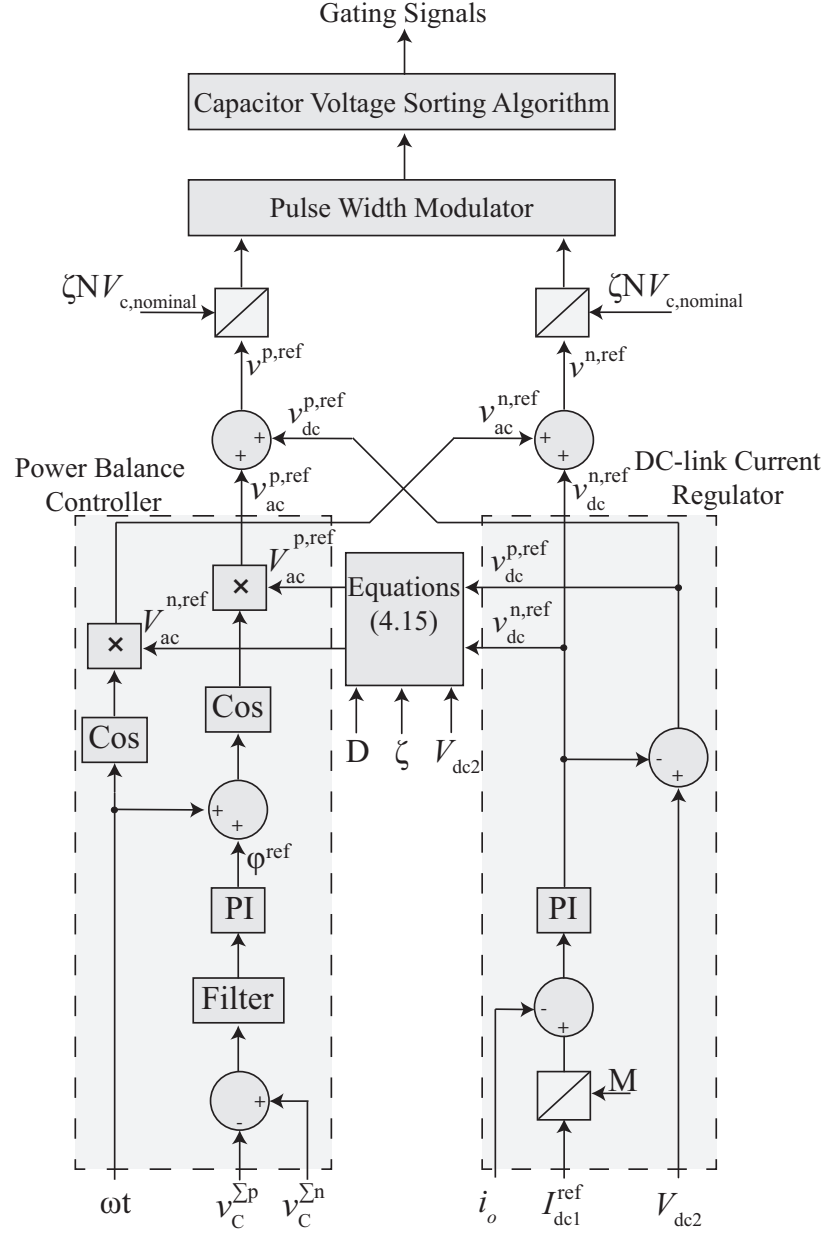 Gating Signals
Capacitor Voltage Sorting Algorithm
Pulse Width Modulator
ζNV c,nominal
ζNV c,nominal
v p,ref
v n,ref
v dc p,ref
v ac n,ref
+
+
+
+
Power Balance
Controller
v ac p,ref
v dc n,ref
DC-link Current
Regulator
V ac p,ref
×
Equations
(4.15)
v dc p,ref
V ac n,ref
×
v dc n,ref
Cos
Cos
D
ζ
V dc2
-
+
+
+
φ ref
PI
PI
Filter
-
+
M
+
-
ωt
v C Σp
v C Σn
i o
I dc1 ref
V dc2